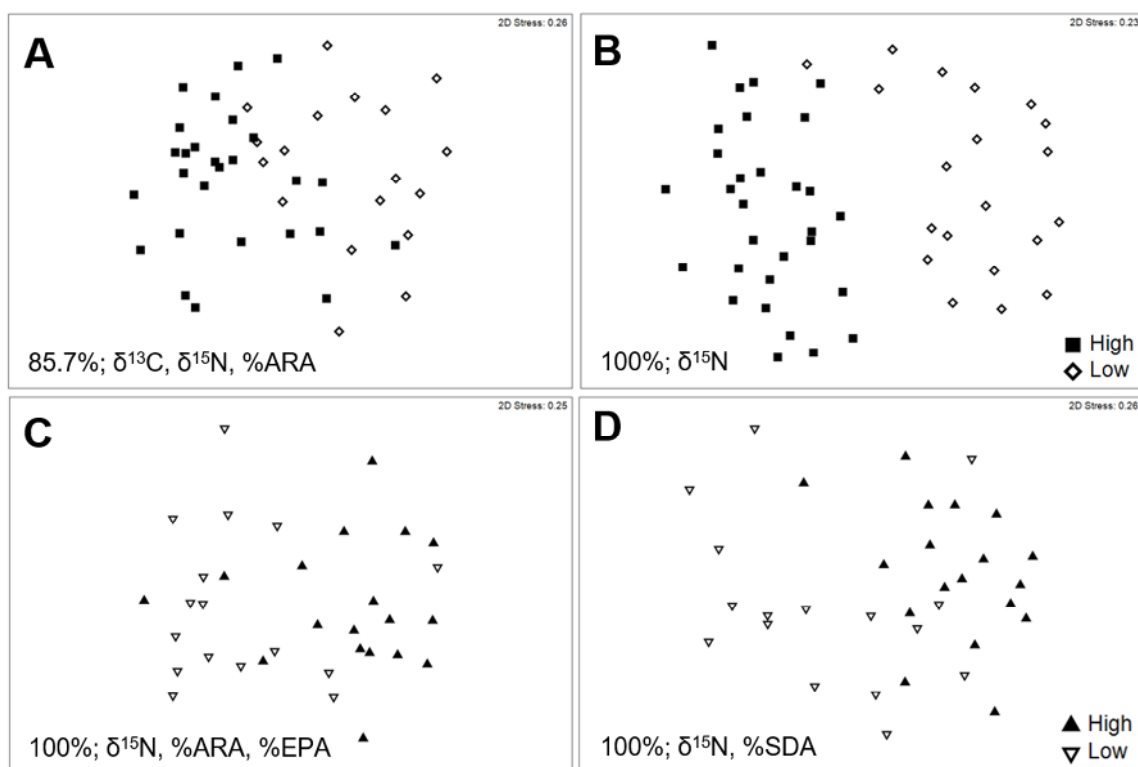 2D Stress: 0.26
A
85.7%; δ¹³C, δ¹⁵N, %ARA
2D Stress: 0.23
B
100%; δ¹⁵N
High
Low
2D Stress: 0.25
C
100%; δ¹⁵N, %ARA, %EPA
2D Stress: 0.26
D
100%; δ¹⁵N, %SDA
High
Low